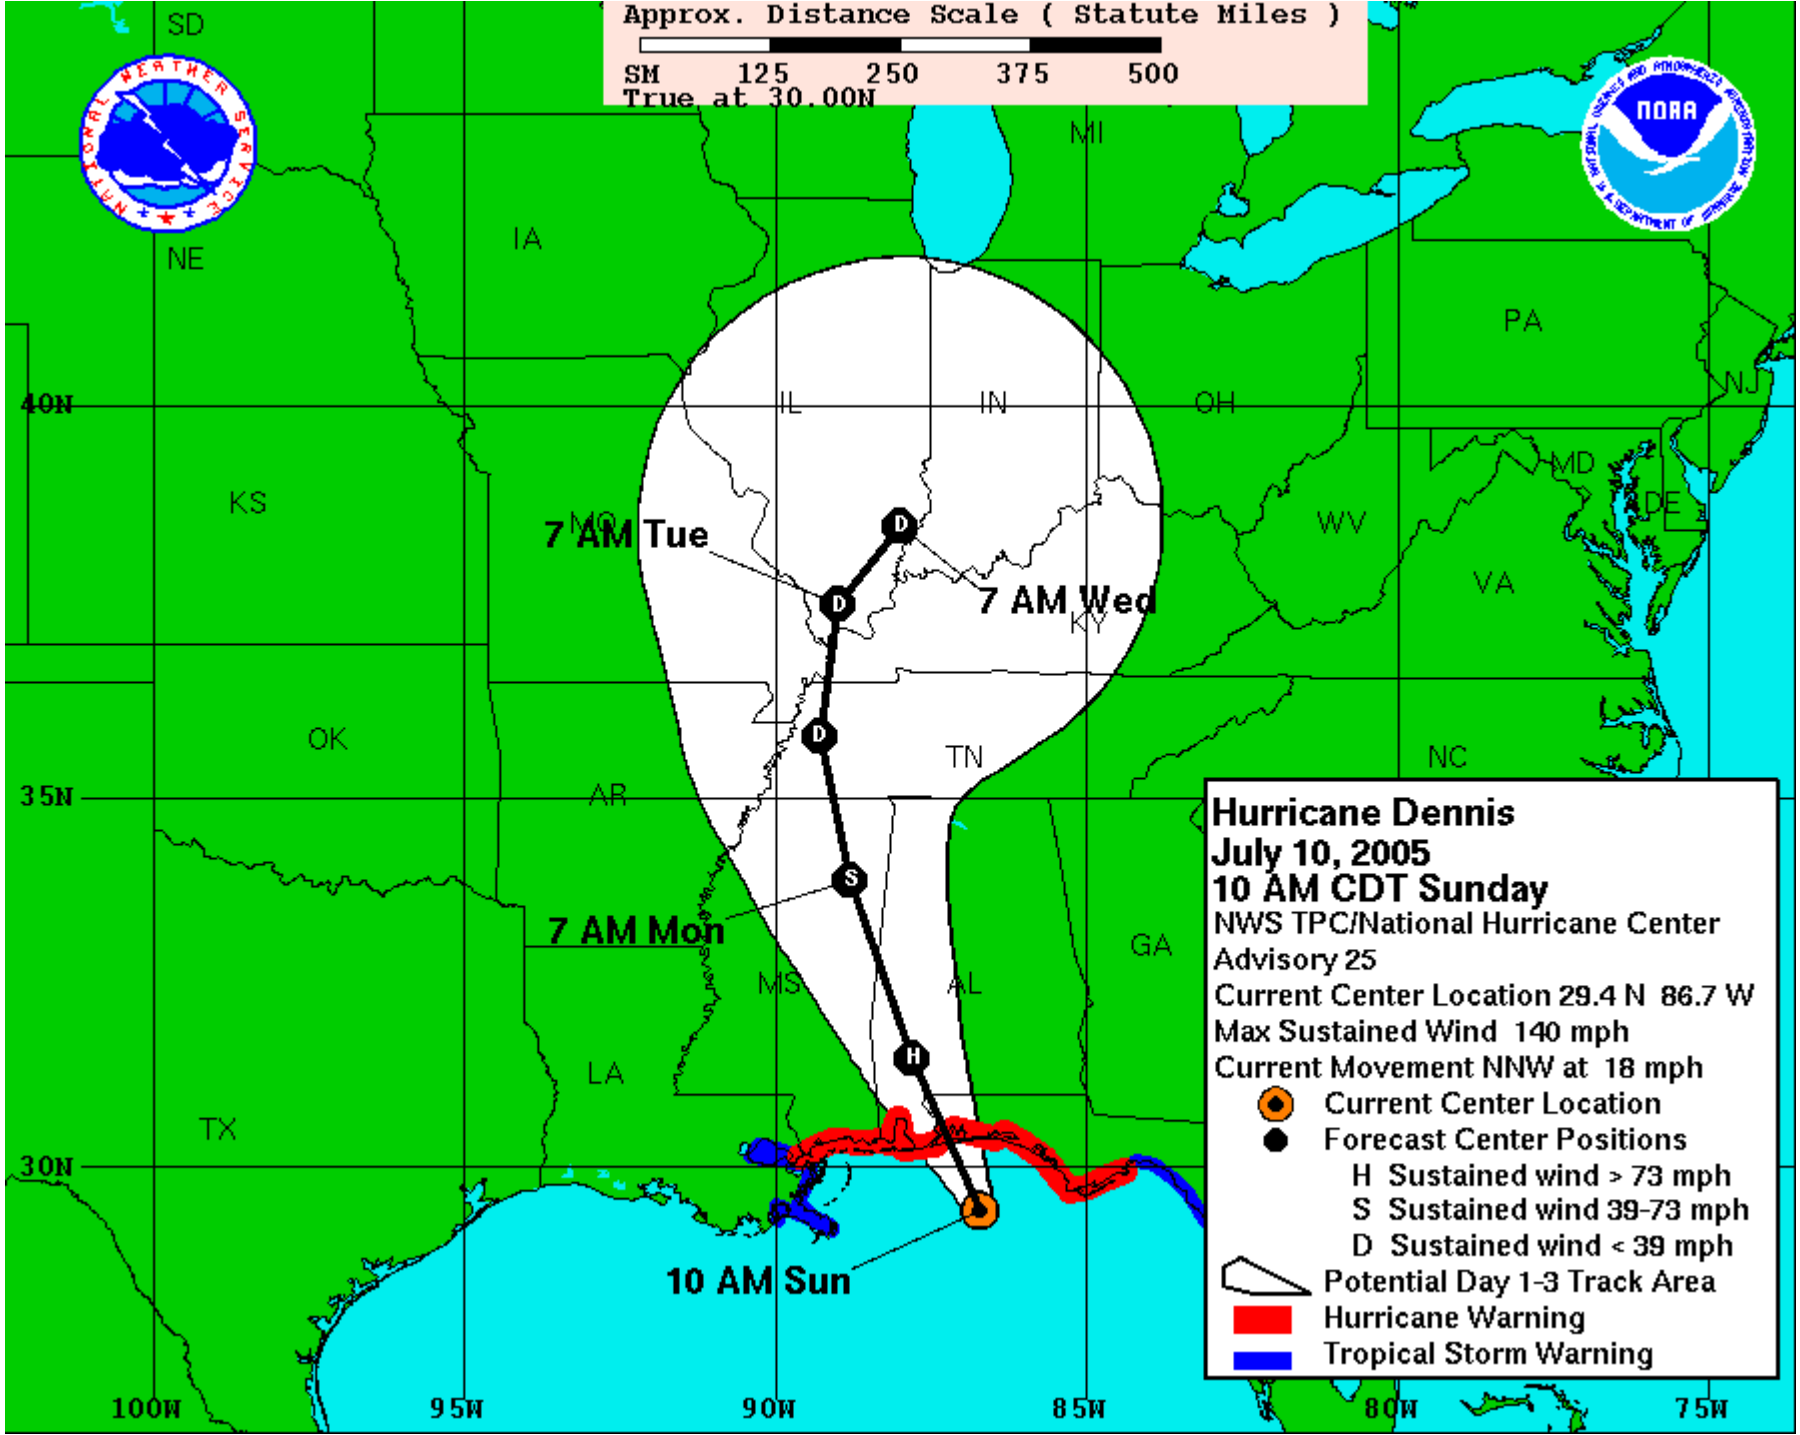 Approx. Distance Scale ( Statute Miles )
SM 125 250 375 500
True at 30.00N
NATIONAL WEATHER SERVICE
NOAA
SD
MI
IA
NE
PA
NJ
40N
IL
IN
OH
MD
DE
KS
MO
7 AM Tue
WV
VA
7 AM Wed
KY
OK
TN
NC
35N
AR
7 AM Mon
MS
AL
GA
LA
TX
30N
10 AM Sun
100W 95W 90W 85W 80W 75W
Hurricane Dennis
July 10, 2005
10 AM CDT Sunday
NWS TPC/National Hurricane Center
Advisory 25
Current Center Location 29.4 N 86.7 W
Max Sustained Wind 140 mph
Current Movement NNW at 18 mph
Current Center Location
Forecast Center Positions
H Sustained wind > 73 mph
S Sustained wind 39-73 mph
D Sustained wind < 39 mph
Potential Day 1-3 Track Area
Hurricane Warning
Tropical Storm Warning
D
D
D
S
H